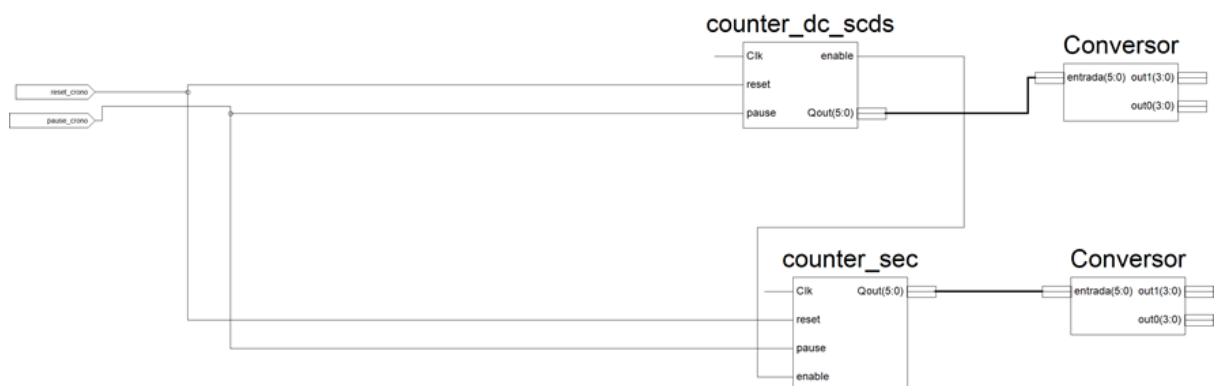 counter_dc_scds
Clk
enable
reset
pause
Qout(5:0)
Conversor
entrada(5:0) out1(3:0)
out0(3:0)
reset_crono
pause_crono
counter_sec
Clk
Qout(5:0)
reset
pause
enable
Conversor
entrada(5:0) out1(3:0)
out0(3:0)